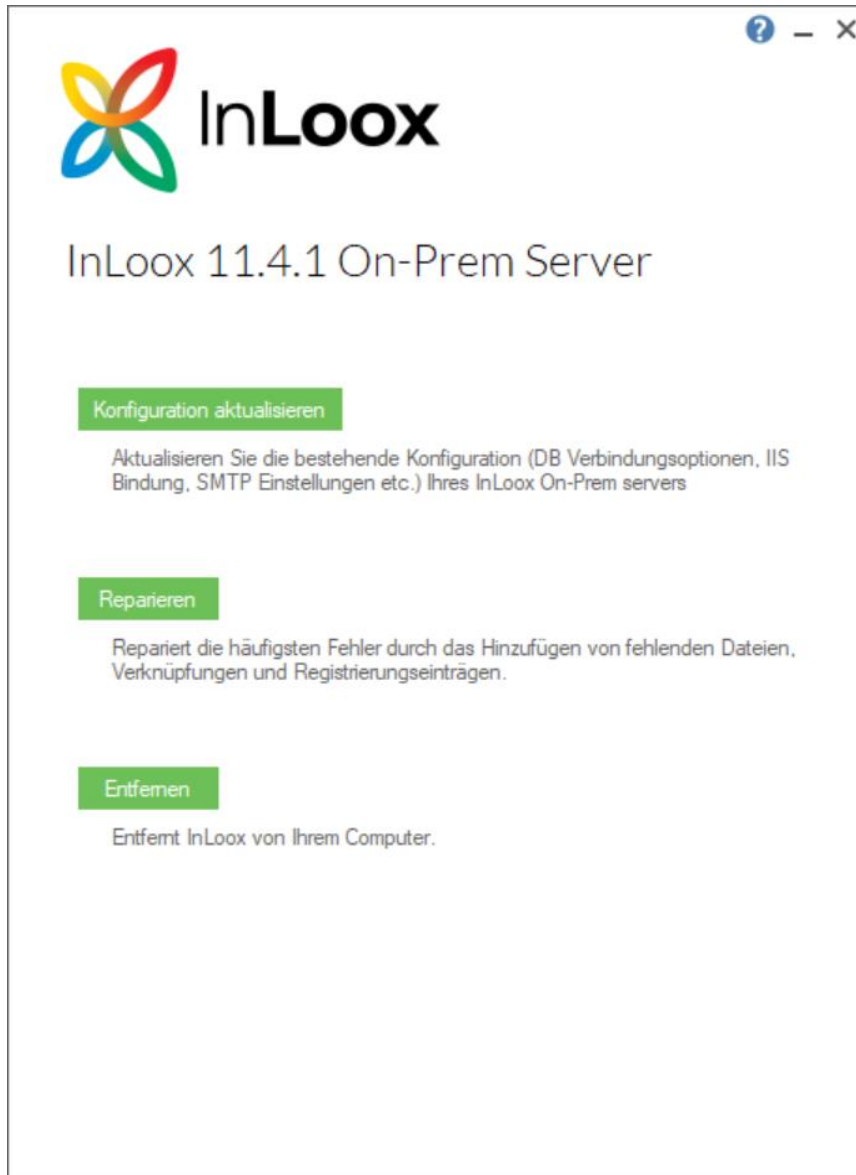 InLoox
InLoox 11.4.1 On-Prem Server
Konfiguration aktualisieren
Aktualisieren Sie die bestehende Konfiguration (DB Verbindungsoptionen, IIS
Bindung, SMTP Einstellungen etc.) Ihres InLoox On-Prem servers
Reparieren
Repariert die häufigsten Fehler durch das Hinzufügen von fehlenden Dateien,
Verknüpfungen und Registrierungseinträgen.
Entfernen
Entfernt InLoox von Ihrem Computer.